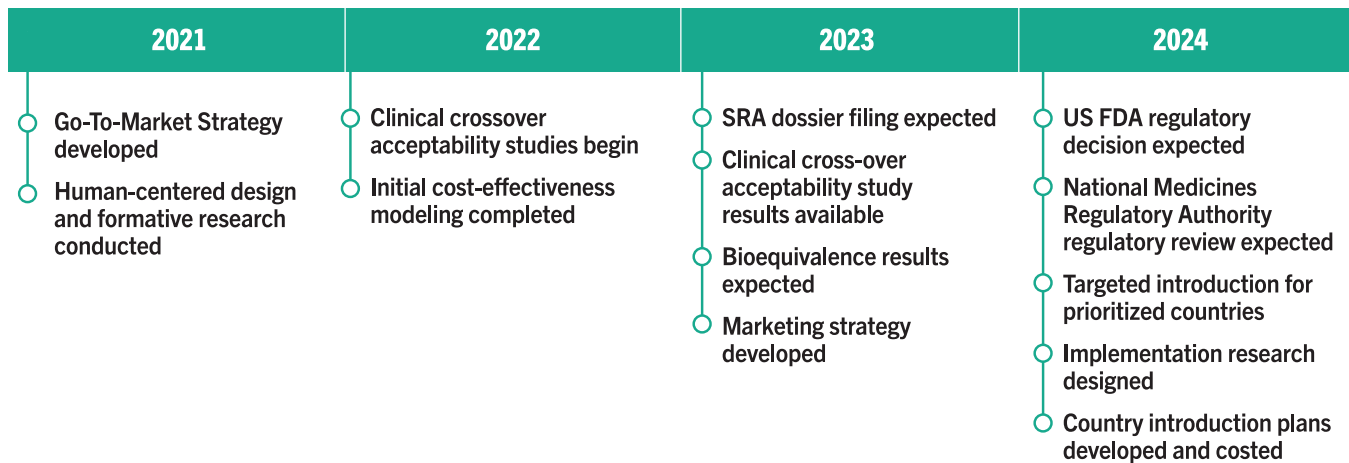 2021
Go-To-Market Strategy
developed
Human-centered design
and formative research
conducted
2022
Clinical crossover
acceptability studies begin
Initial cost-effectiveness
modeling completed
2023
SRA dossier filing expected
Clinical cross-over
acceptability study
results available
Bioequivalence results
expected
Marketing strategy
developed
2024
US FDA regulatory
decision expected
National Medicines
Regulatory Authority
regulatory review expected
Targeted introduction for
prioritized countries
Implementation research
designed
Country introduction plans
developed and costed